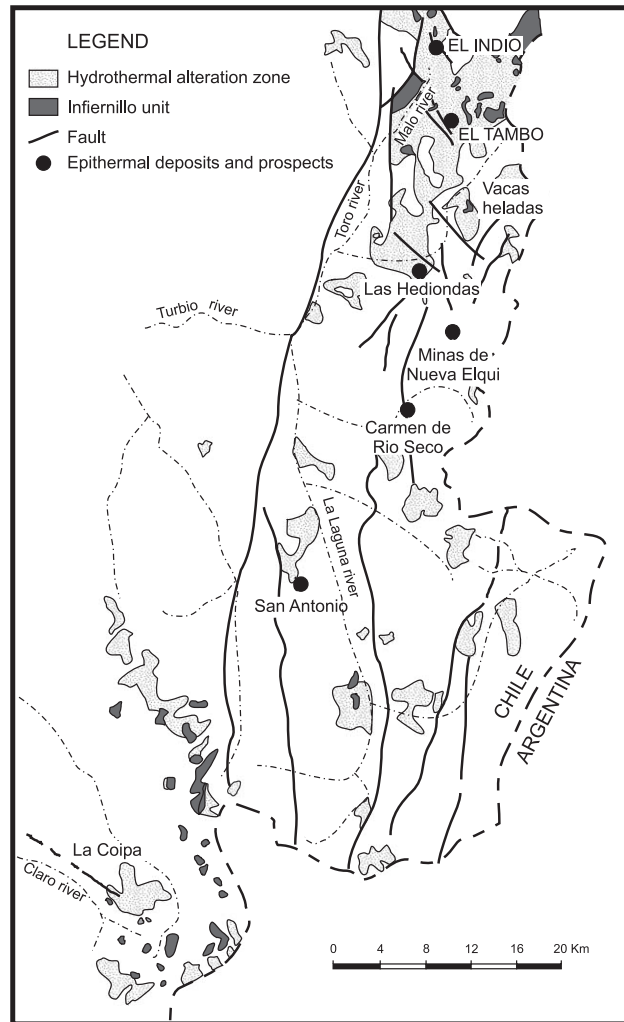 LEGEND
Hydrothermal alteration zone
Infiernillo unit
Fault
Epithermal deposits and prospects
EL INDIO
EL TAMBO
Malo river
Vacas
heladas
Toro river
Las Hediondas
Turbio river
Minas de
Nueva Elqui
Carmen de
Rio Seco
La Laguna river
San Antonio
CHILE
ARGENTINA
La Coipa
Claro river
0 4 8 12 16 20 Km